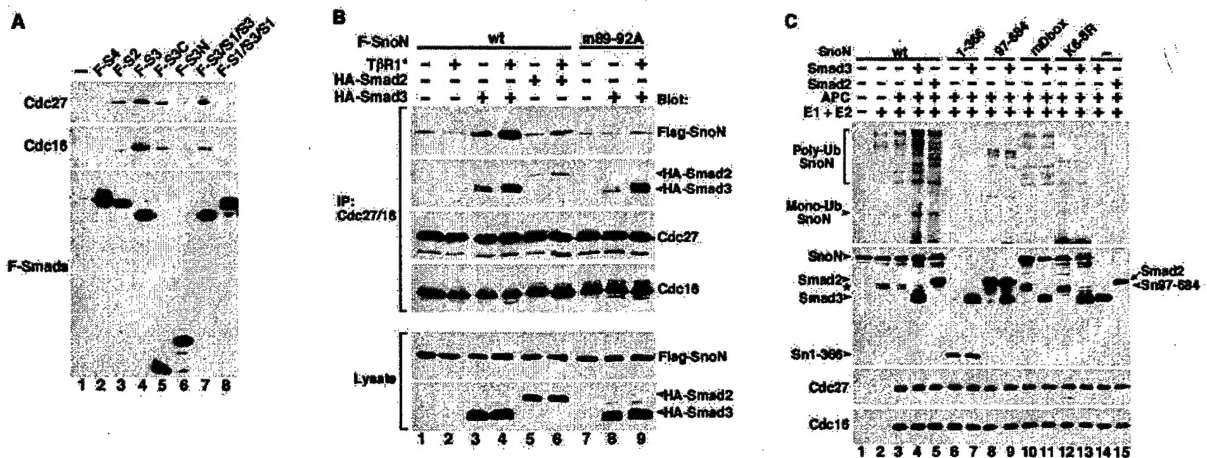 A
– F-S4 F-S2 F-S3 F-S3C F-S3N F-S3/S1/S3 F-S1/S3/S1
Cdc27
Cdc16
F-Smads
1 2 3 4 5 6 7 8
B
F-SnoN wt m89-92A
TβR1* – + – + – + – – +
HA-Smad2 – – – – + + – – –
HA-Smad3 – – + + – – – + +
Blot:
IP: Cdc27/16
Flag-SnoN
HA-Smad2
HA-Smad3
Cdc27
Cdc16
Lysate
Flag-SnoN
HA-Smad2
HA-Smad3
1 2 3 4 5 6 7 8 9
C
SnoN wt 1-366 97-684 mDbox K6-8R –
Smad3
Smad2
APC
E1 + E2
Poly-Ub SnoN
Mono-Ub SnoN
SnoN
Smad2
Smad3
Smad2
Sn97-684
Sn1-366
Cdc27
Cdc16
1 2 3 4 5 6 7 8 9 10 11 12 13 14 15